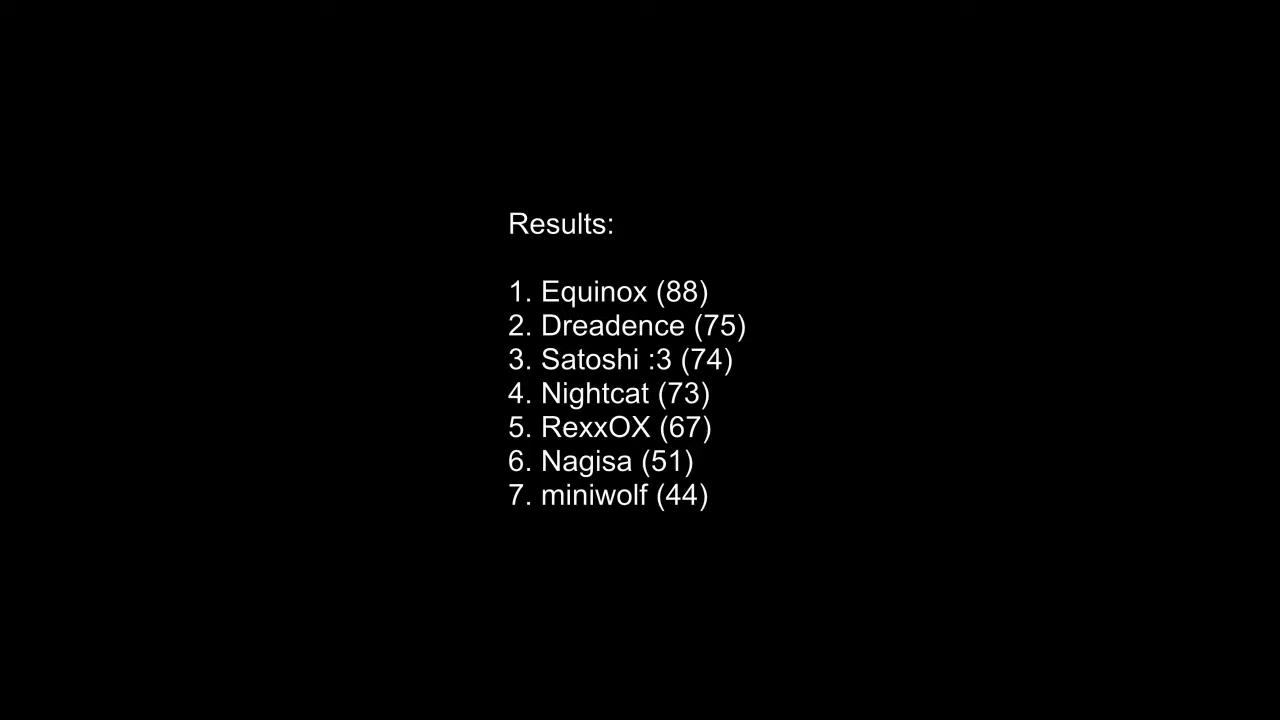 Results:
1. Equinox (88)
2. Dreadence (75)
3. Satoshi :3 (74)
4. Nightcat (73)
5. RexxOX (67)
6. Nagisa (51)
7. miniwolf (44)